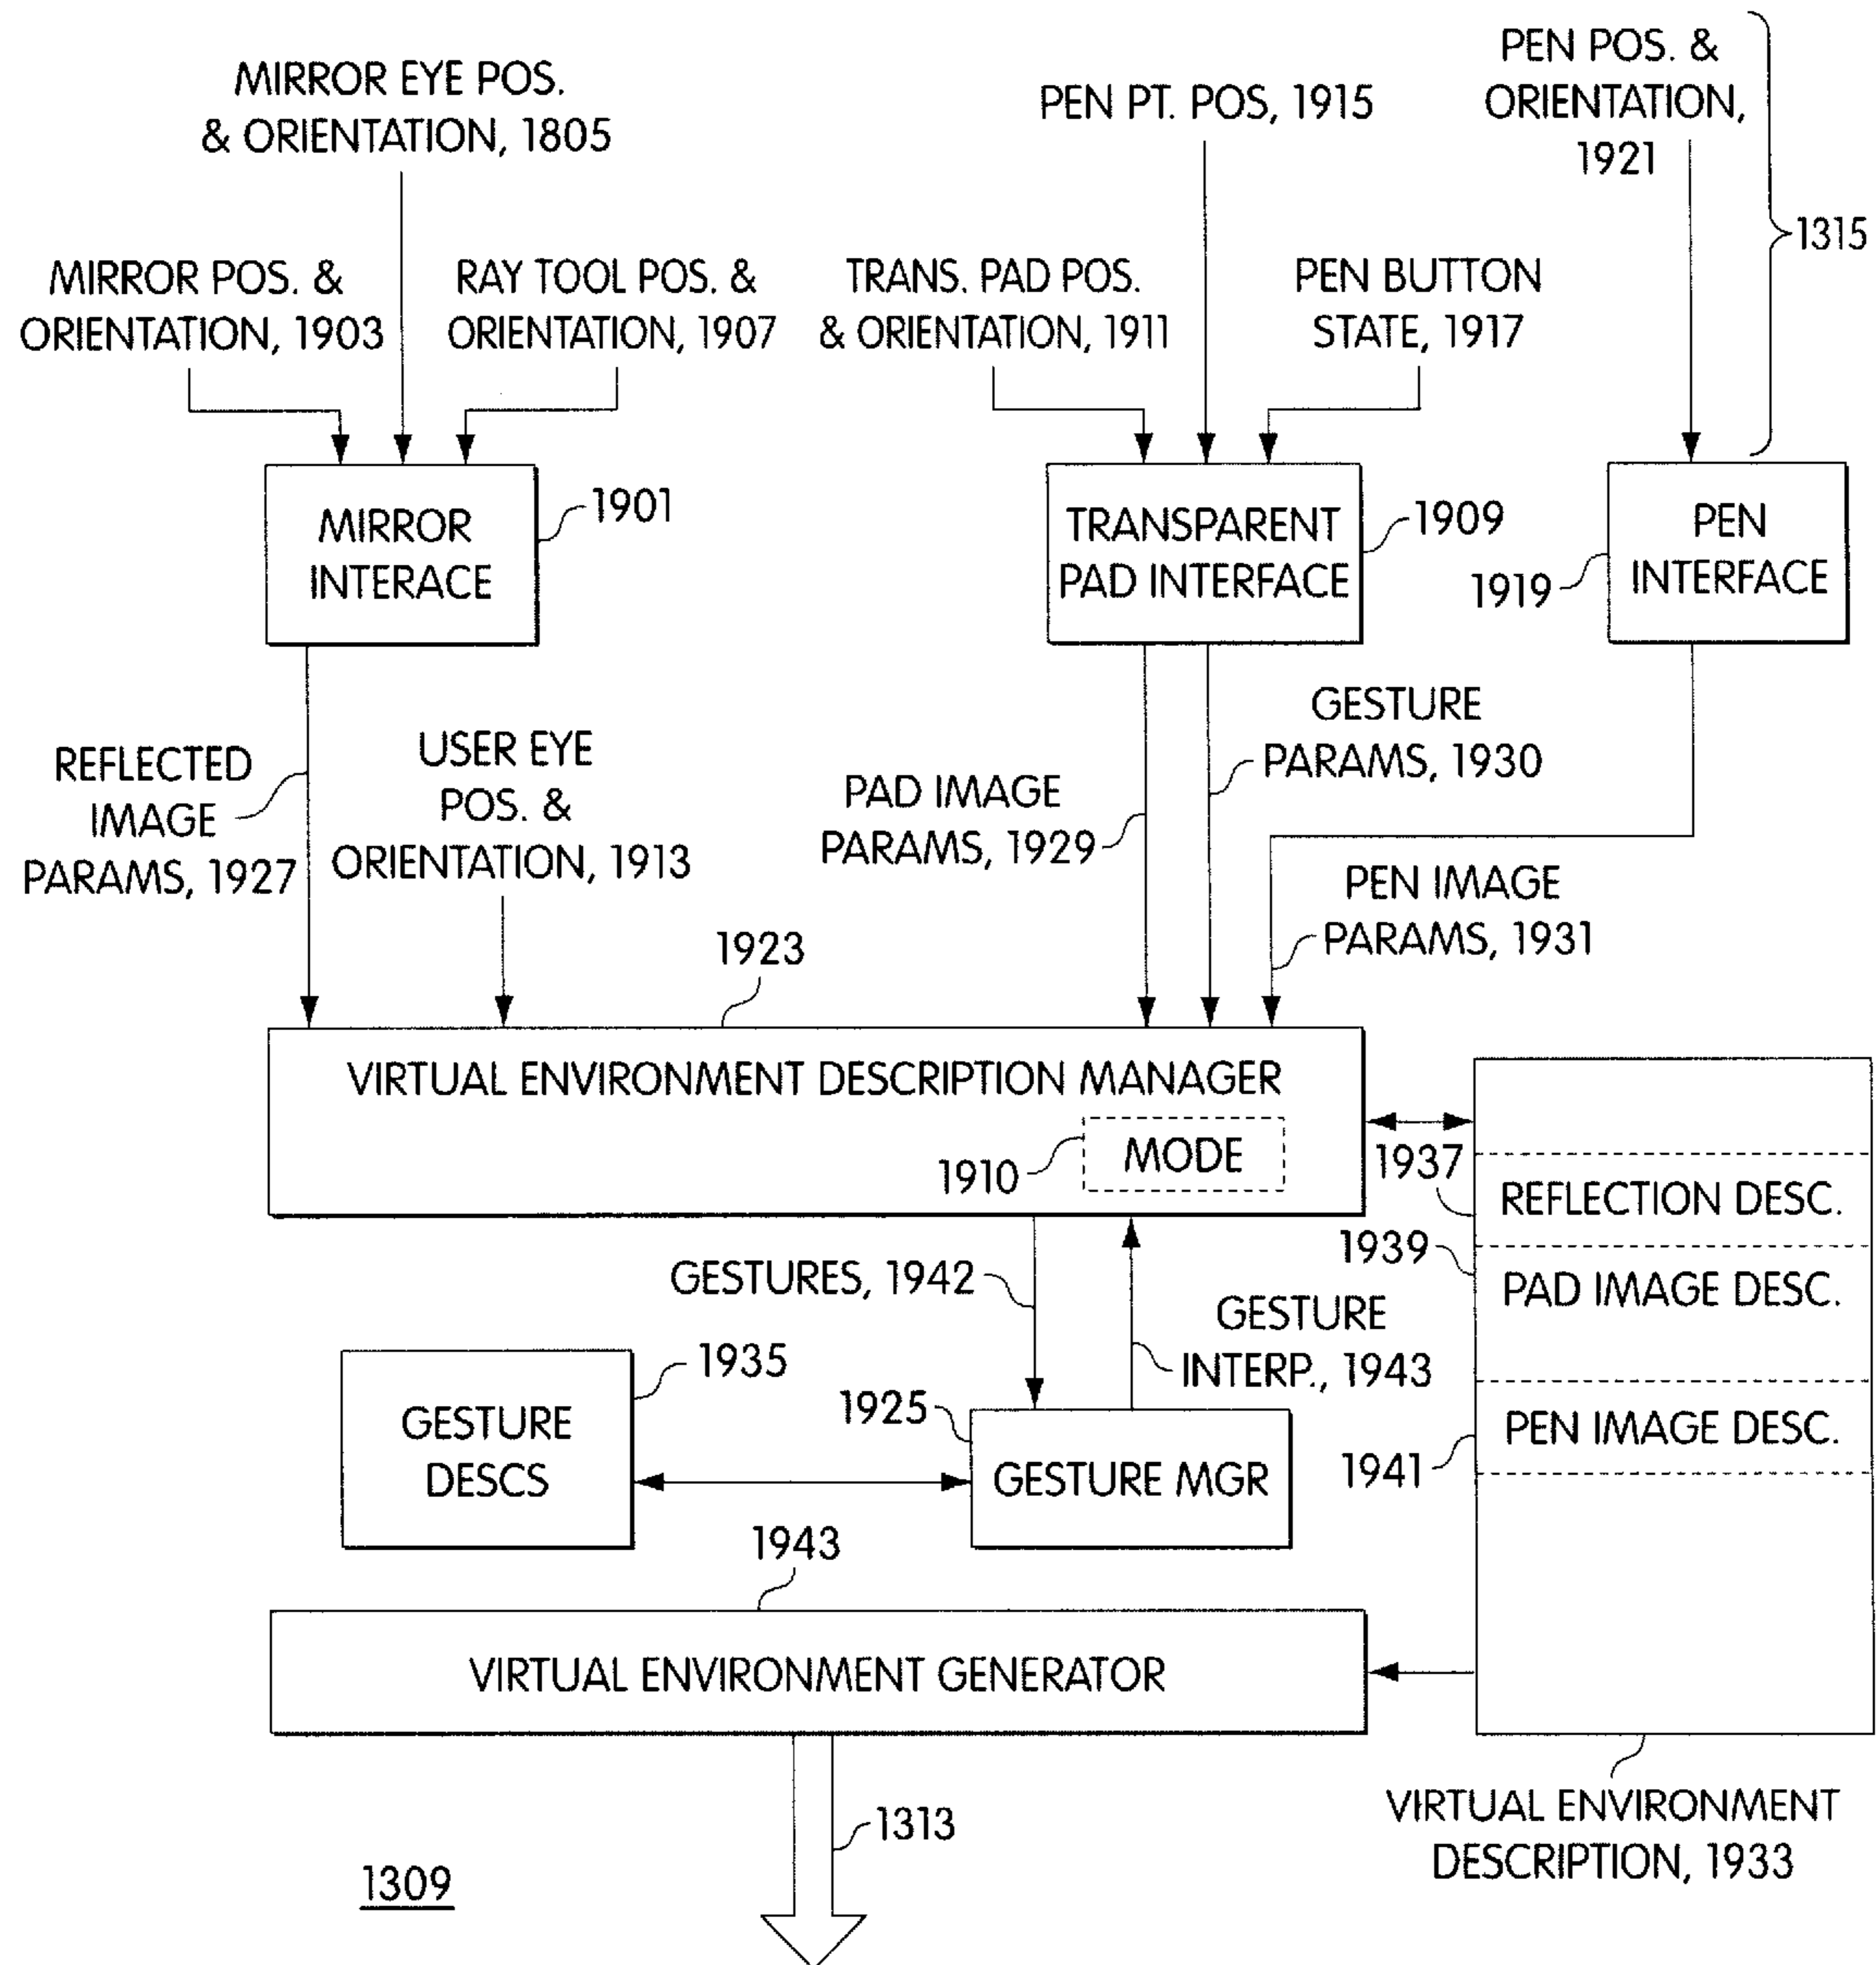 MIRROR EYE POS.
& ORIENTATION, 1805
PEN PT. POS, 1915
PEN POS. &
ORIENTATION,
1921
1315
MIRROR POS. &
ORIENTATION, 1903
RAY TOOL POS. &
ORIENTATION, 1907
TRANS. PAD POS.
& ORIENTATION, 1911
PEN BUTTON
STATE, 1917
MIRROR
INTERACE
1901
TRANSPARENT
PAD INTERFACE
1909
PEN
INTERFACE
1919
REFLECTED
IMAGE
PARAMS, 1927
USER EYE
POS. &
ORIENTATION, 1913
PAD IMAGE
PARAMS, 1929
GESTURE
PARAMS, 1930
PEN IMAGE
PARAMS, 1931
1923
VIRTUAL ENVIRONMENT DESCRIPTION MANAGER
1910
MODE
1937
REFLECTION DESC.
1939
PAD IMAGE DESC.
PEN IMAGE DESC.
1941
GESTURES, 1942
GESTURE
INTERP., 1943
1935
GESTURE
DESCS
1925
GESTURE MGR
1943
VIRTUAL ENVIRONMENT GENERATOR
1313
VIRTUAL ENVIRONMENT
DESCRIPTION, 1933
1309